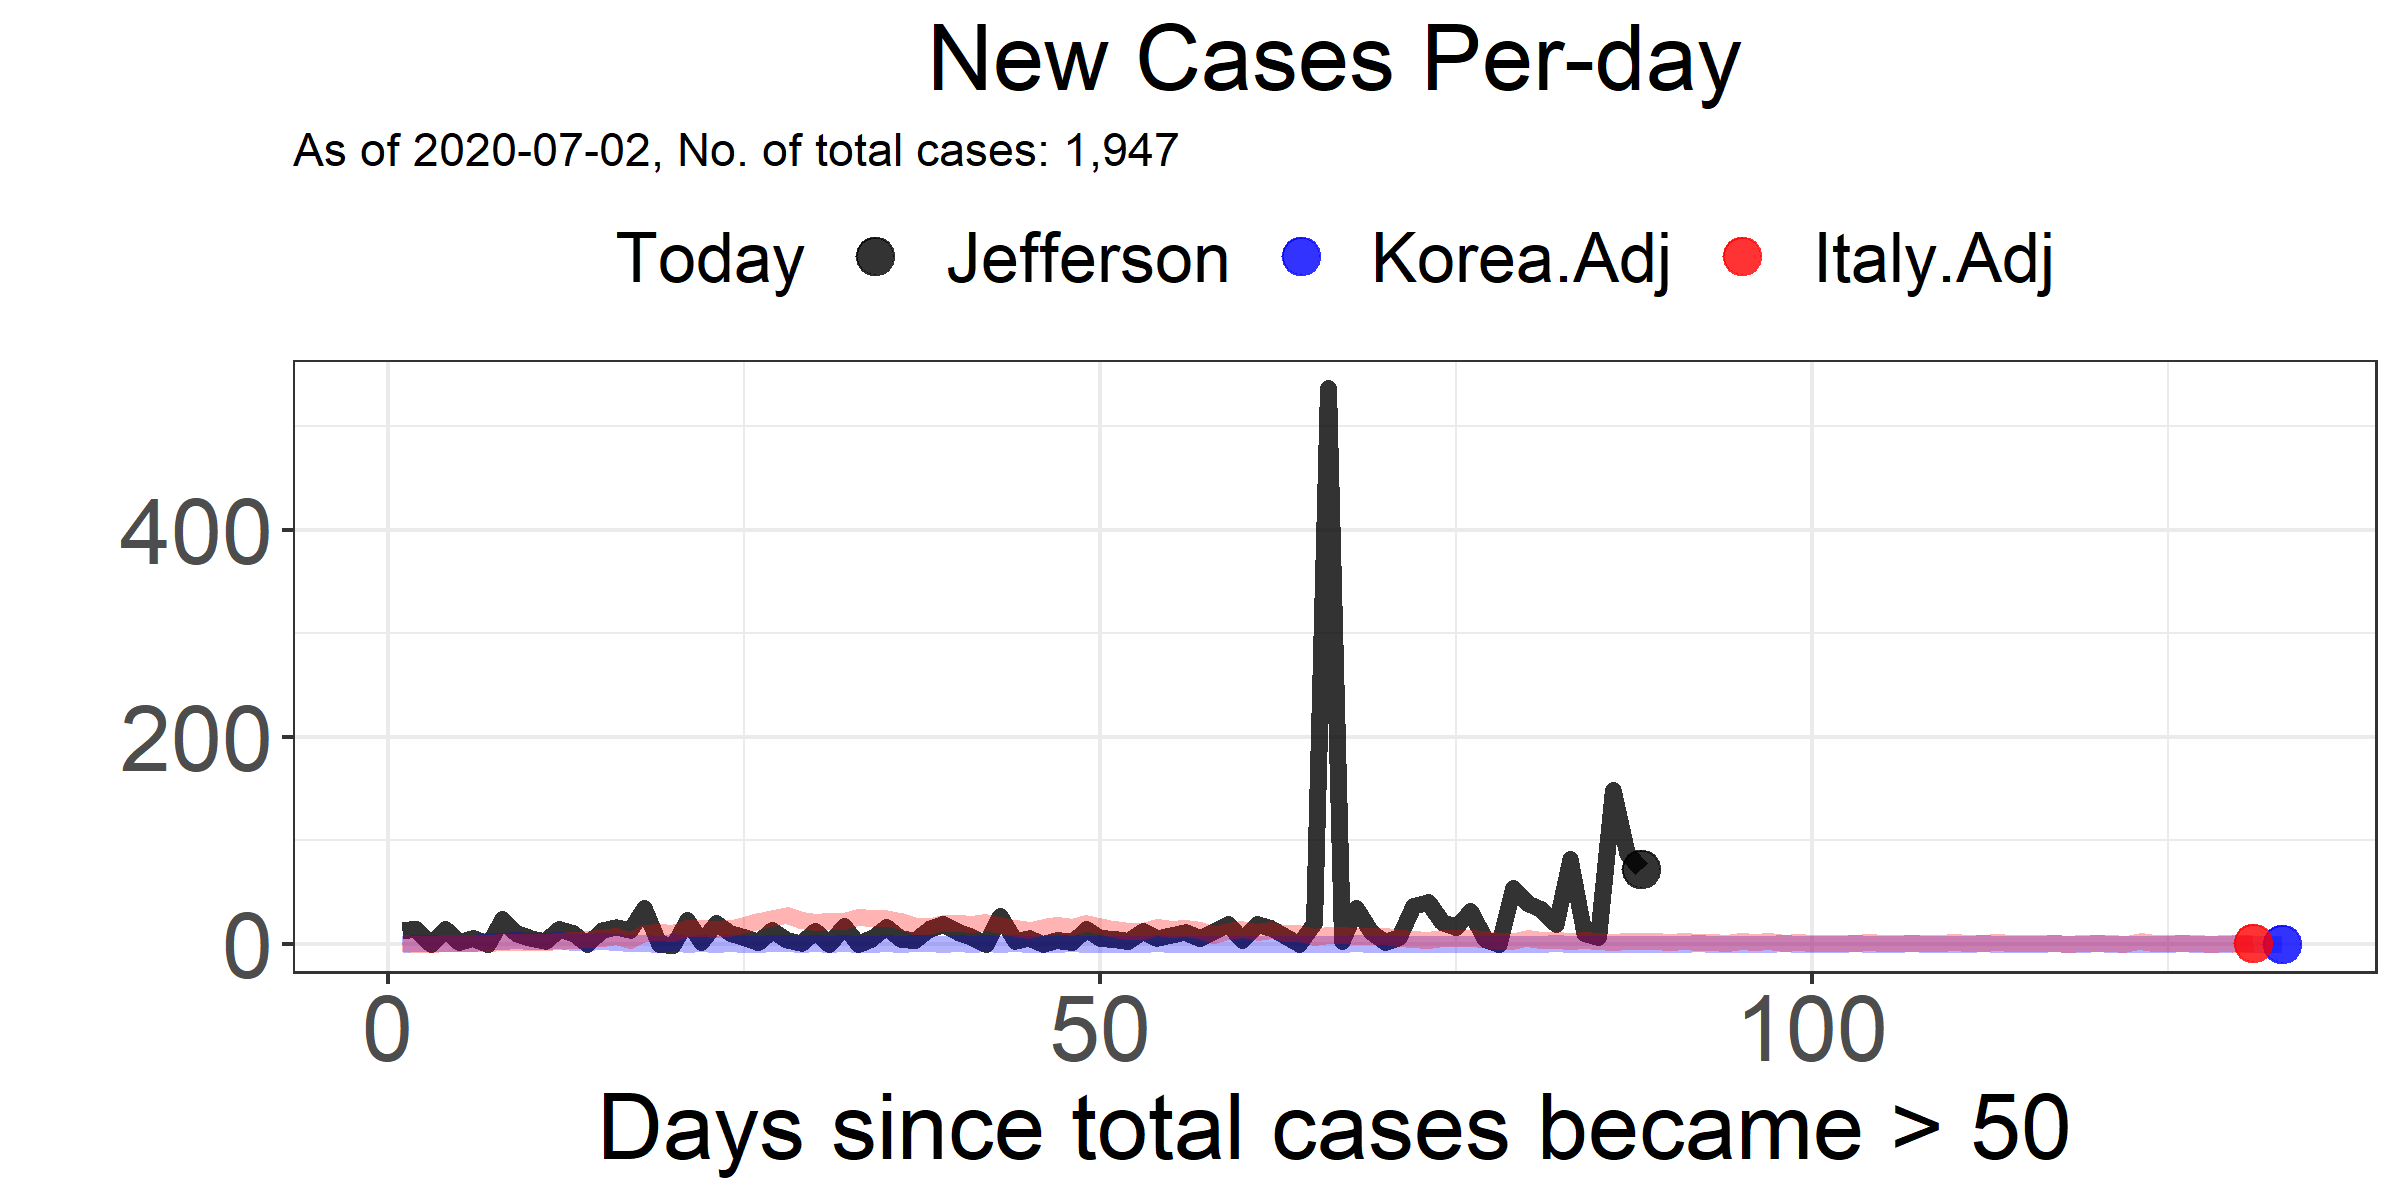 New Cases Per-day
As of 2020-07-02, No. of total cases: 1,947
Today Jefferson Korea.Adj Italy.Adj
400
200
0
0 50 100
Days since total cases became > 50